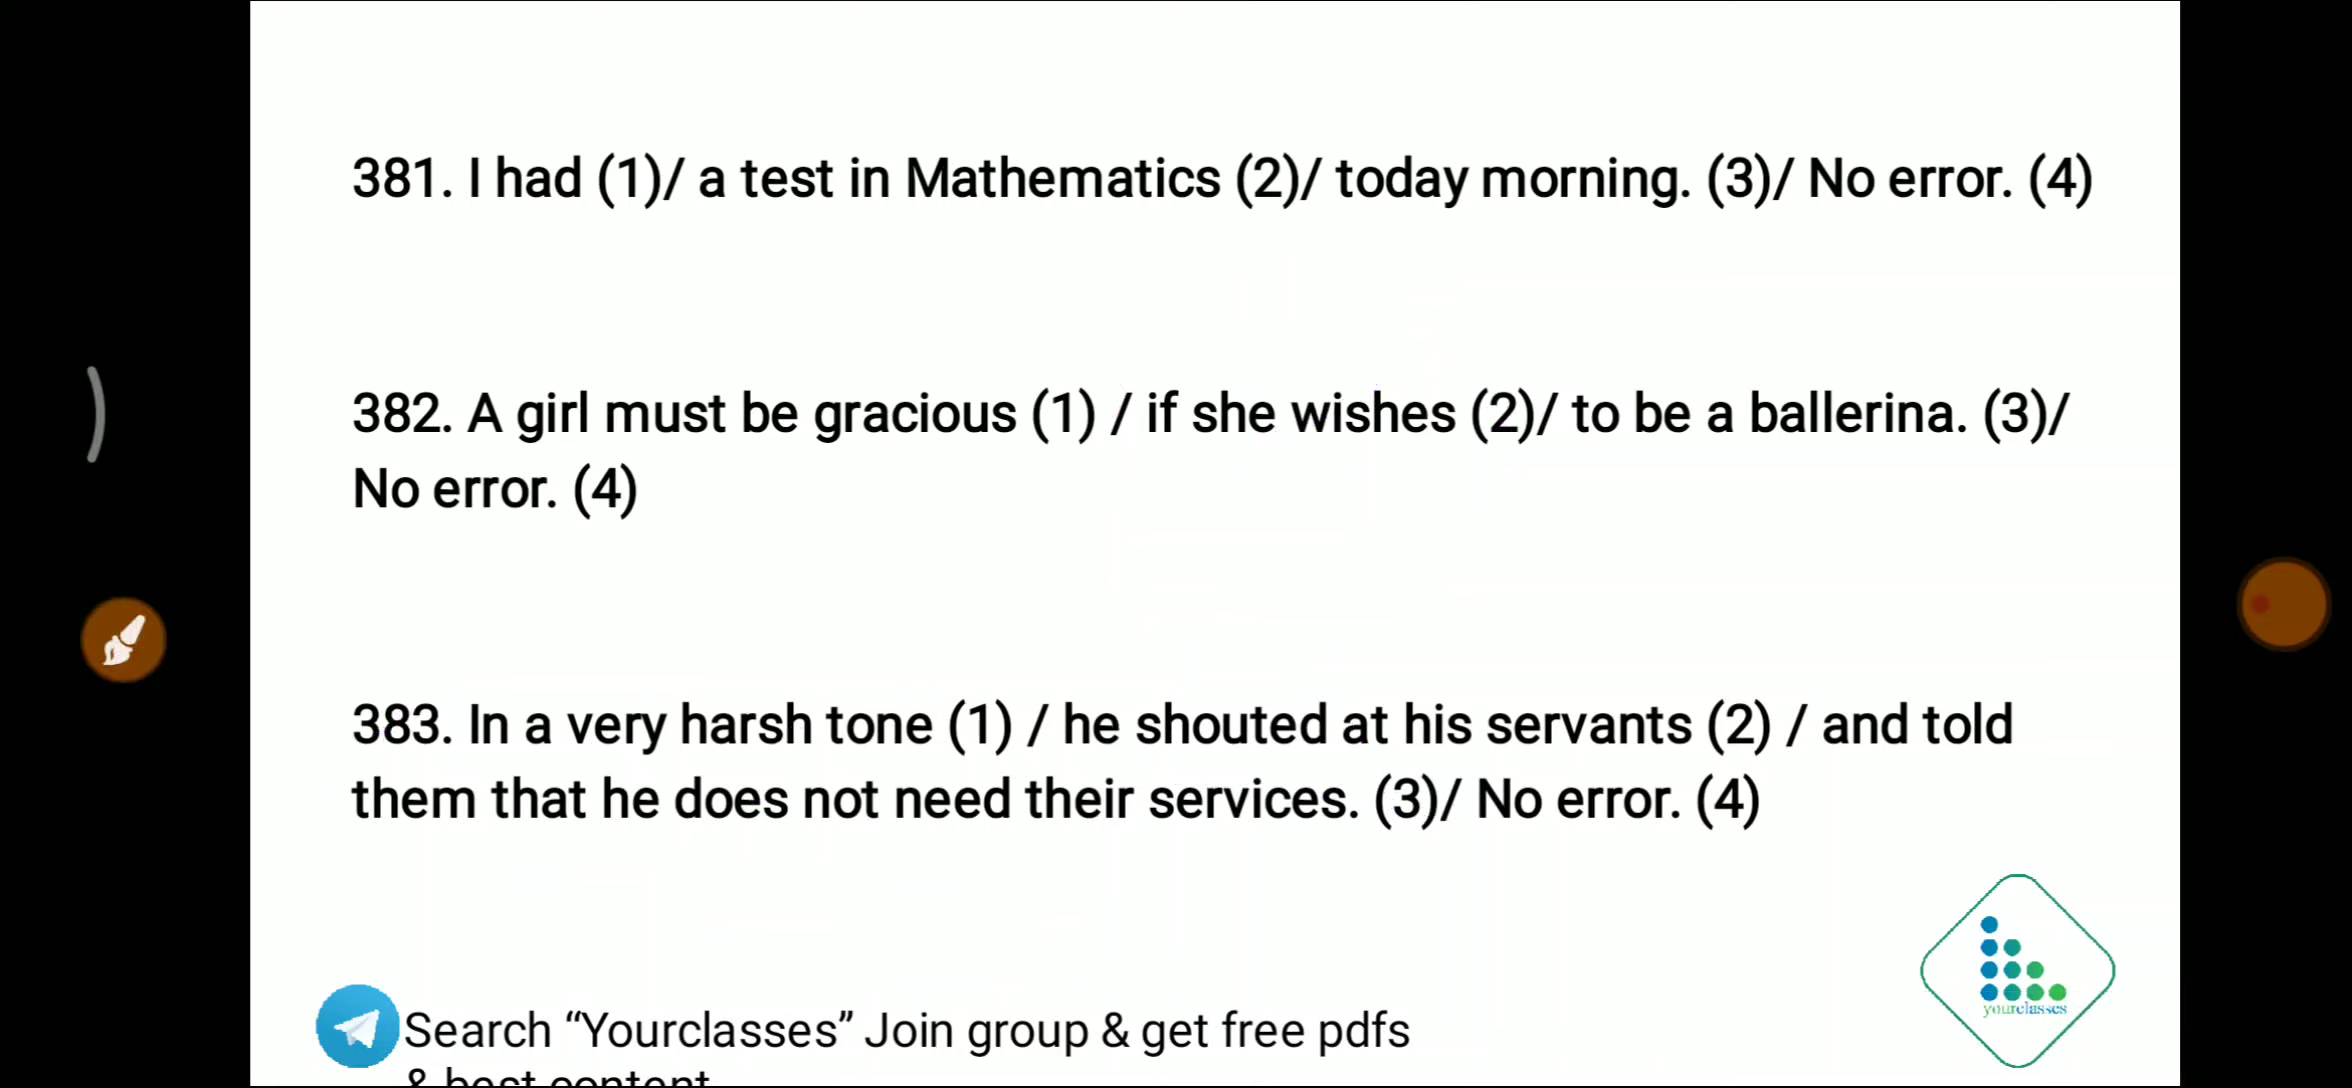 381. I had (1)/ a test in Mathematics (2)/ today morning. (3)/ No error. (4)
382. A girl must be gracious (1) / if she wishes (2)/ to be a ballerina. (3)/
No error. (4)
383. In a very harsh tone (1) / he shouted at his servants (2) / and told
them that he does not need their services. (3)/ No error. (4)
yourclasses
Search “Yourclasses” Join group & get free pdfs
& best content